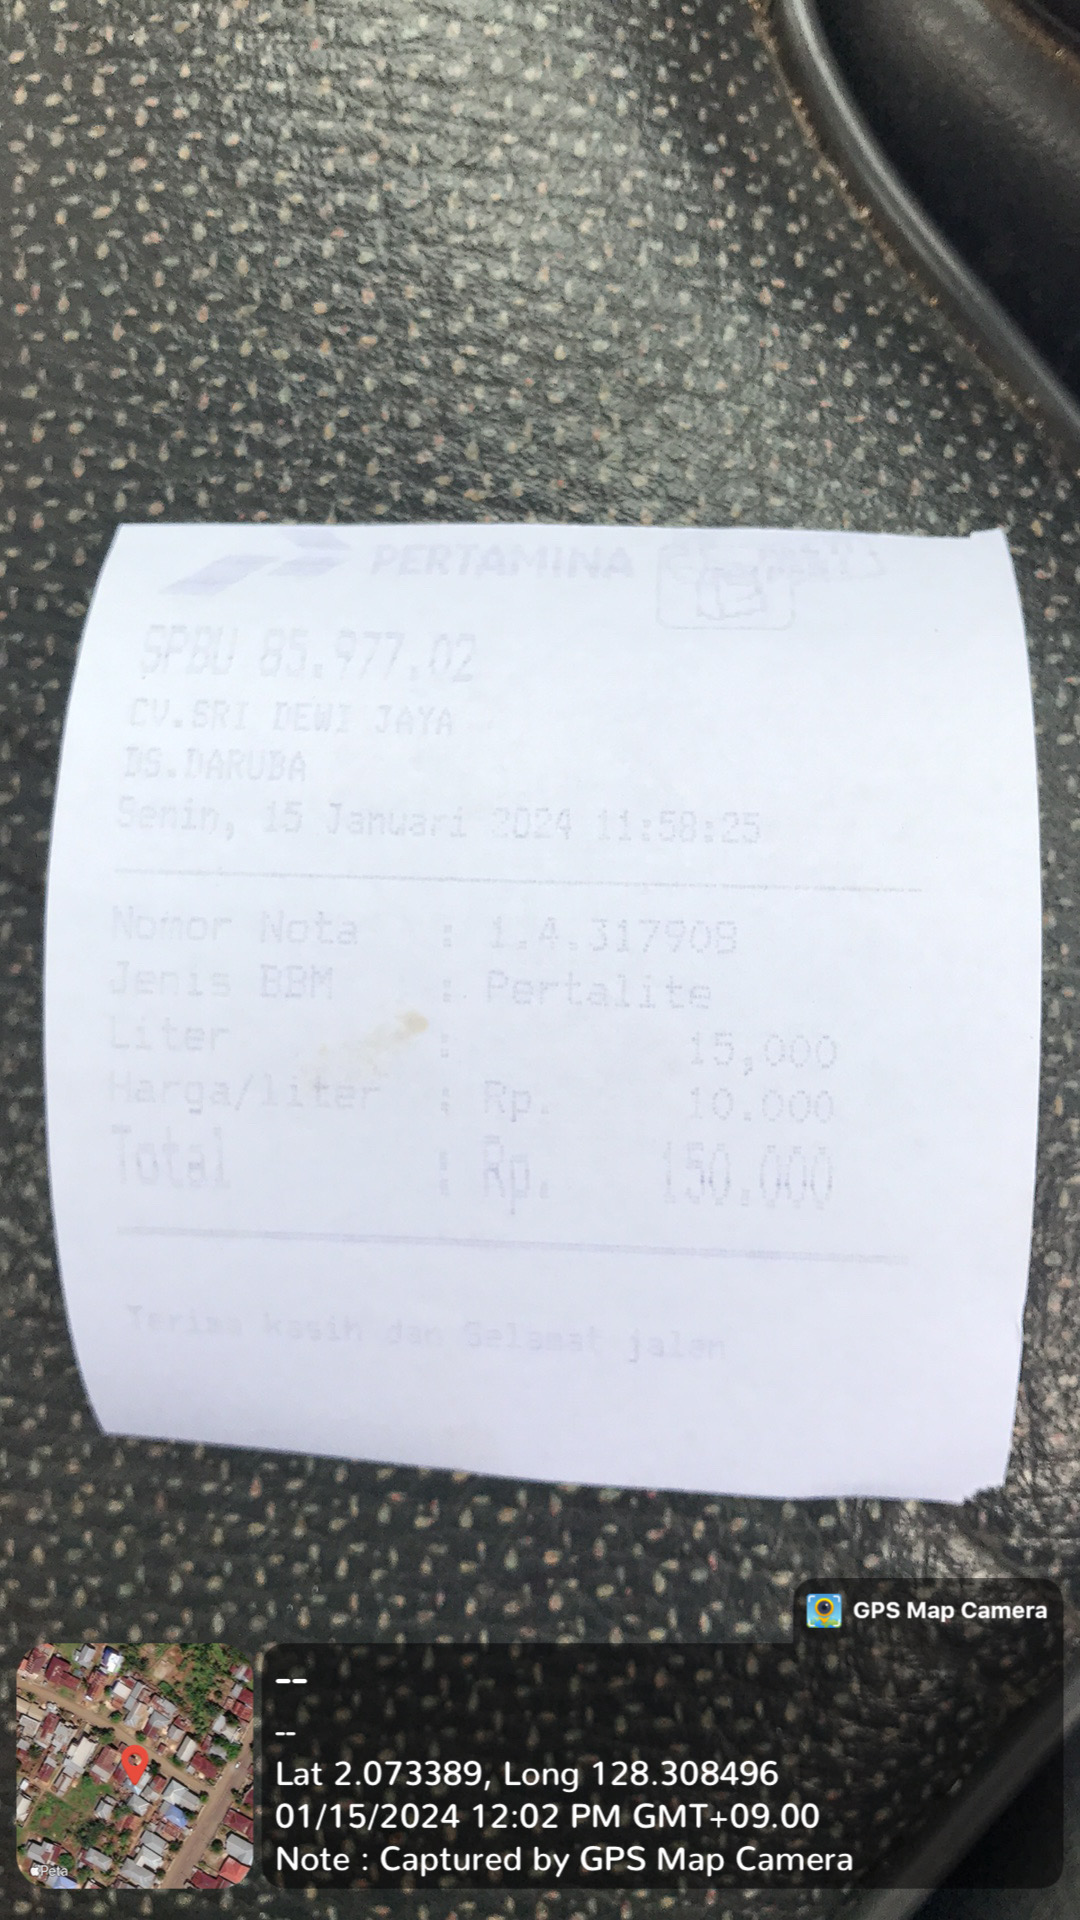 PERTAMINA
SPBU 85.977.02
CV.SRI DEWI JAYA
DS.DARUBA
Senin, 15 Januari 2024 11:58:25
Nomor Nota : 1.4.317908
Jenis BBM : Pertalite
Liter : 15,000
Harga/liter : Rp. 10.000
Total : Rp. 150.000
Terima kasih dan Selamat jalan
GPS Map Camera
--
--
Lat 2.073389, Long 128.308496
01/15/2024 12:02 PM GMT+09.00
Note : Captured by GPS Map Camera
Peta